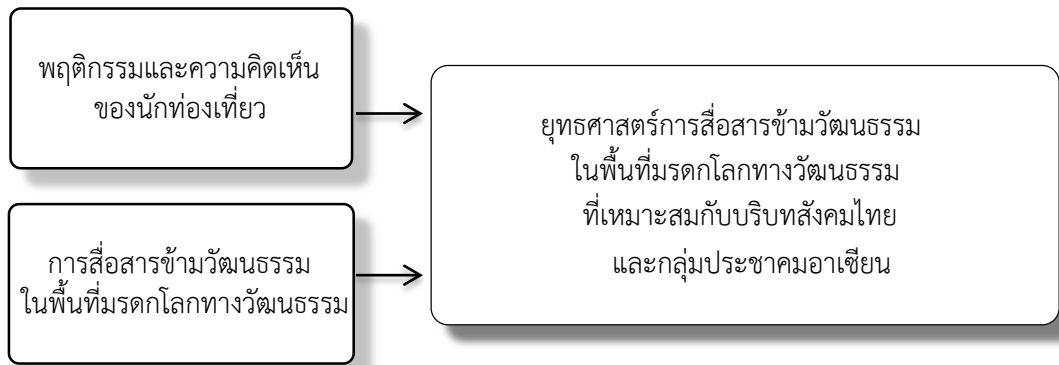 พฤติกรรมและความคิดเห็น
ของนักท่องเที่ยว
การสื่อสารข้ามวัฒนธรรม
ในพื้นที่มรดกโลกทางวัฒนธรรม
ยุทธศาสตร์การสื่อสารข้ามวัฒนธรรม
ในพื้นที่มรดกโลกทางวัฒนธรรม
ที่เหมาะสมกับบริบทสังคมไทย
และกลุ่มประชาคมอาเซียน